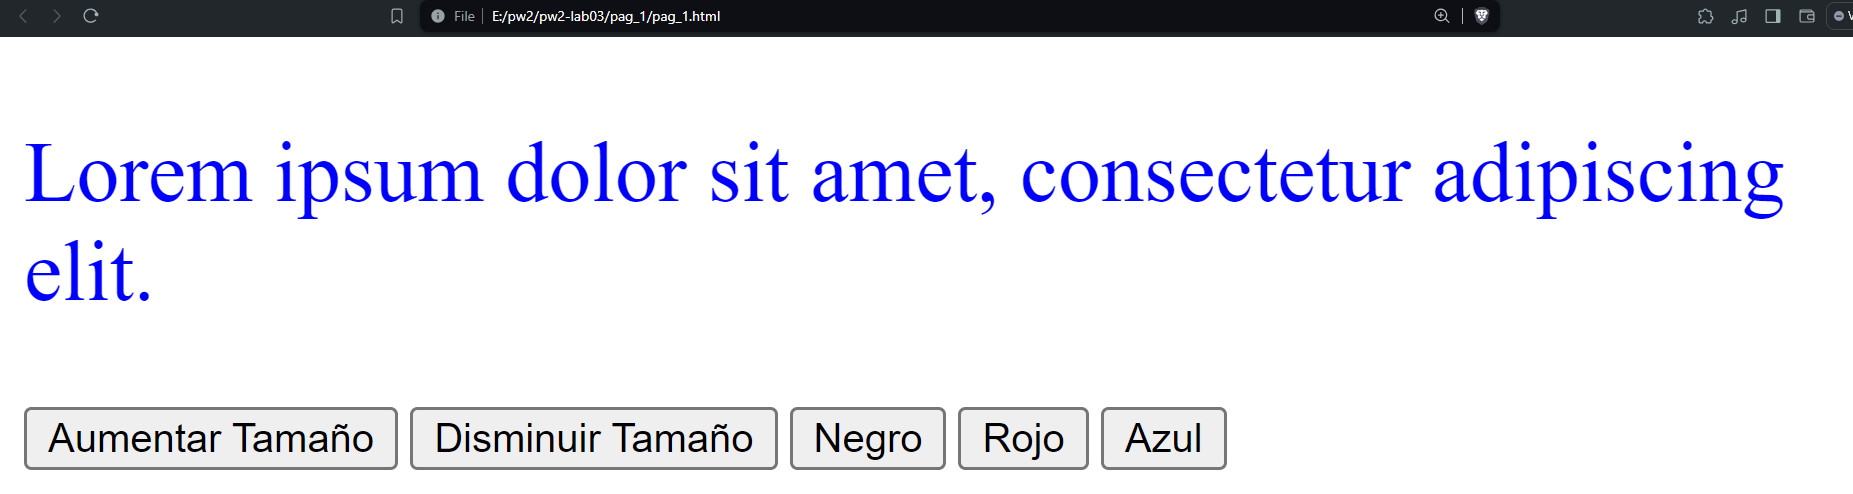 File E:/pw2/pw2-lab03/pag_1/pag_1.html
Lorem ipsum dolor sit amet, consectetur adipiscing
elit.
Aumentar Tamaño Disminuir Tamaño Negro Rojo Azul